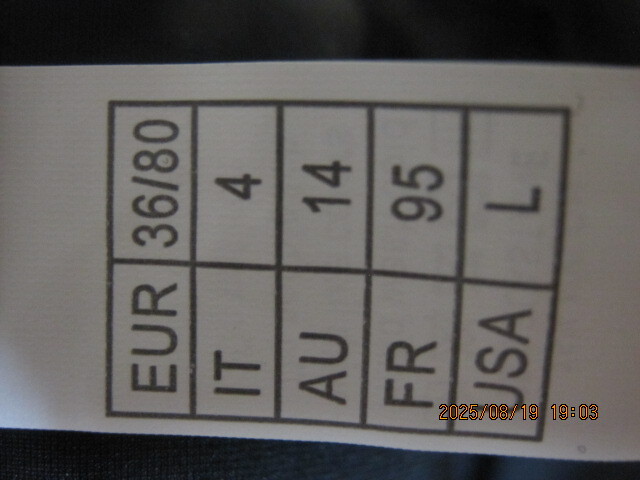 EUR 36/80
IT 4
AU 14
FR 95
USA L
2025/08/19 19:03